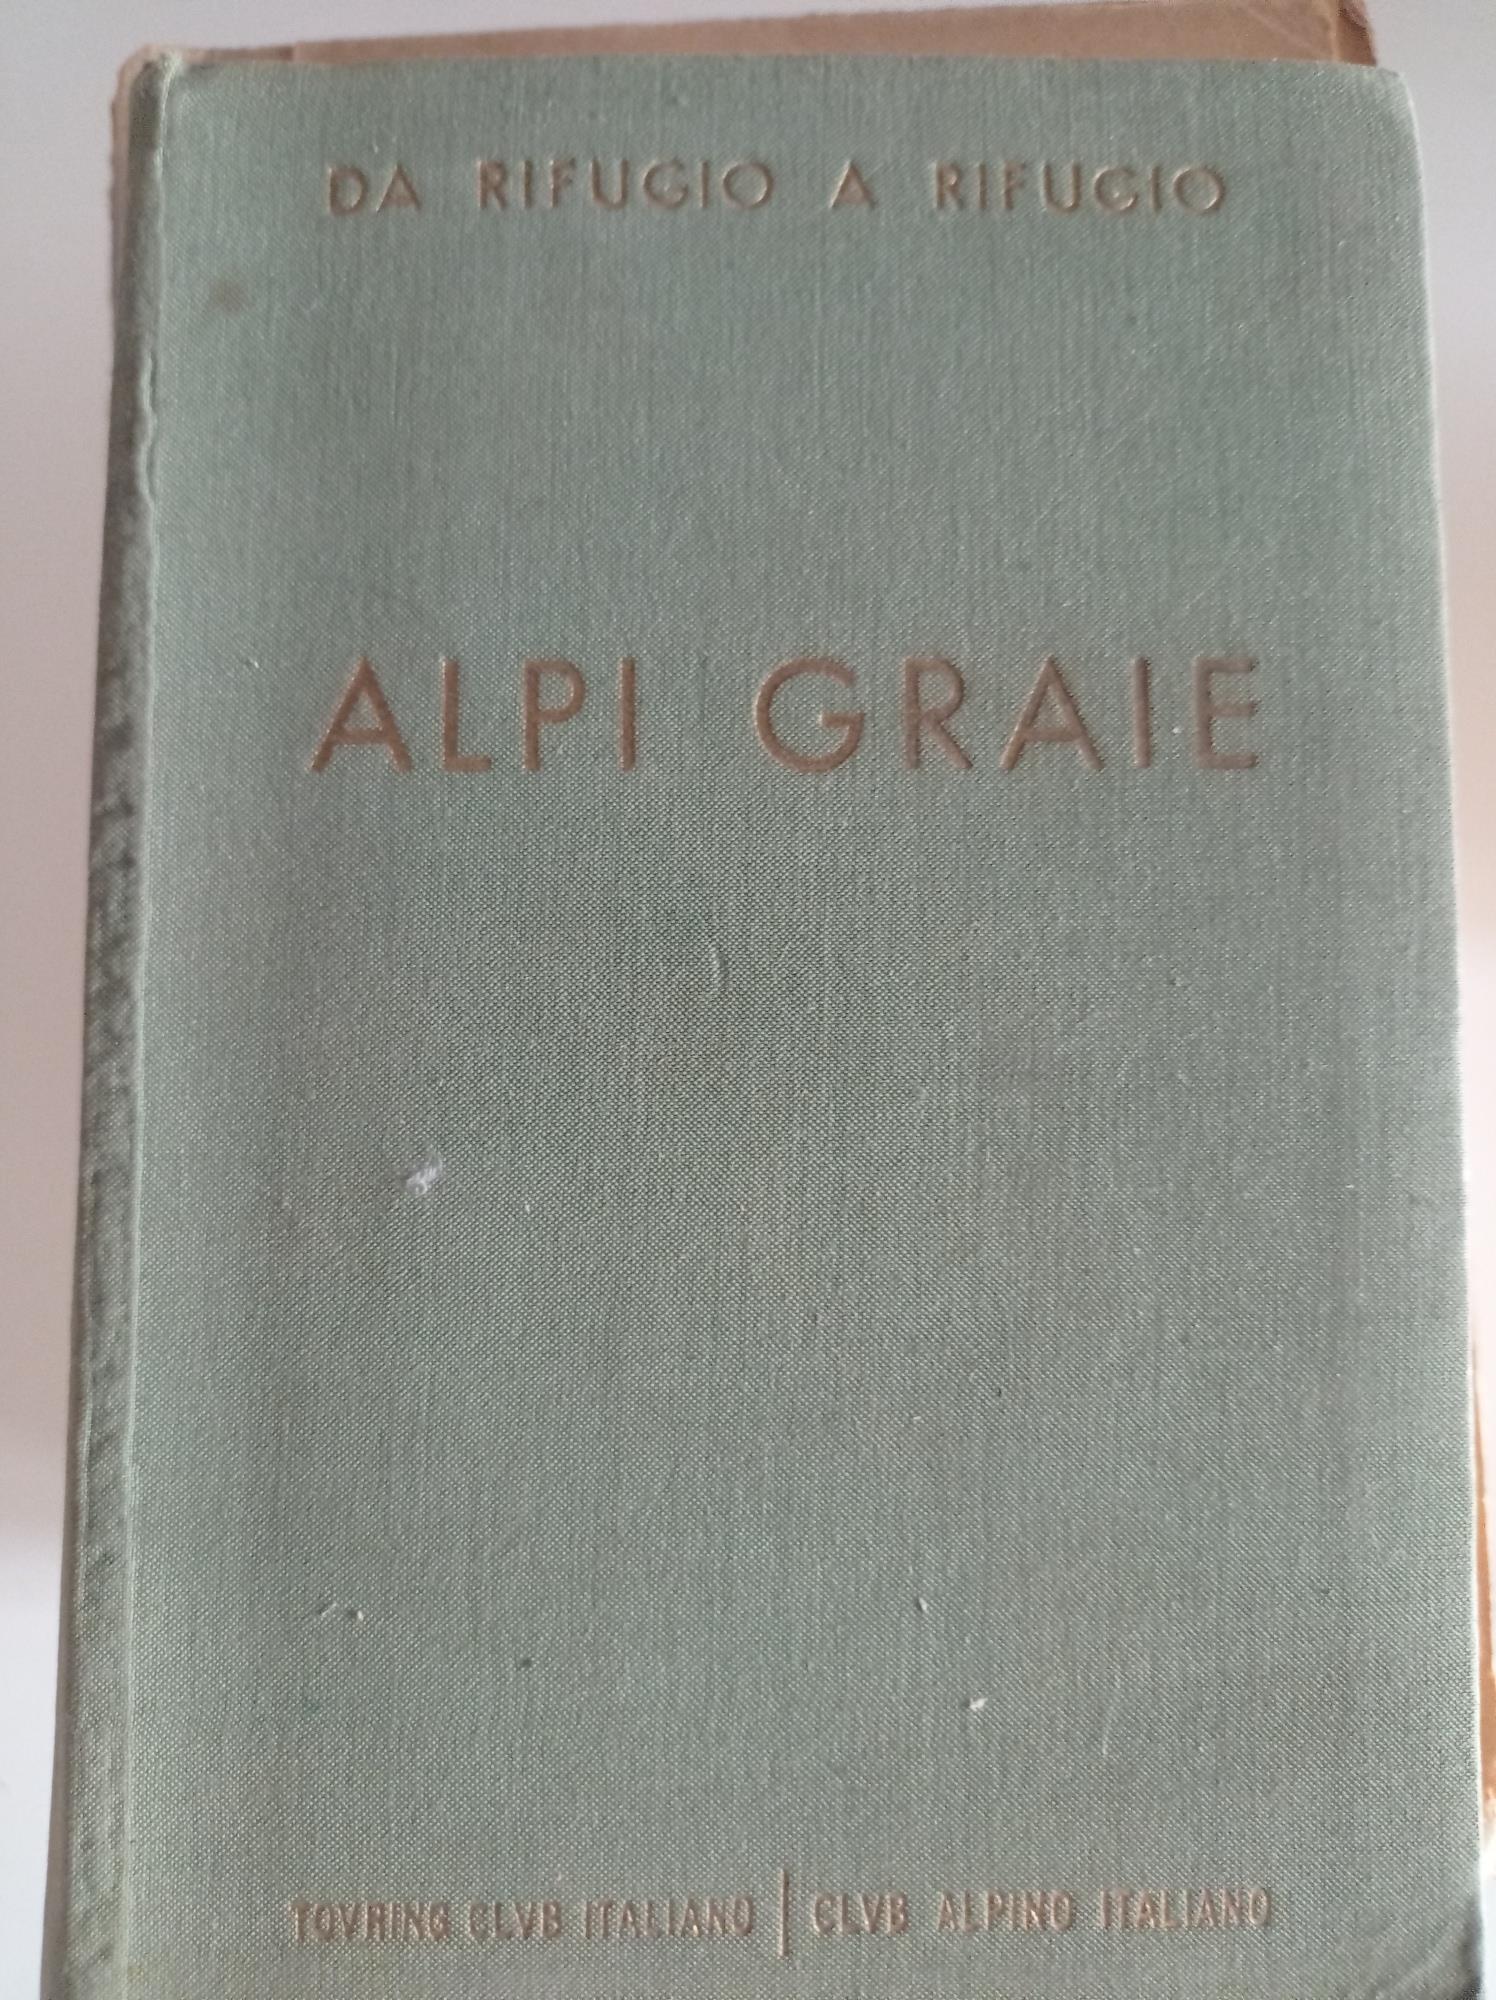 DA RIFUGIO A RIFUGIO
ALPI GRAIE
TOVRING CLVB ITALIANO | CLVB ALPINO ITALIANO